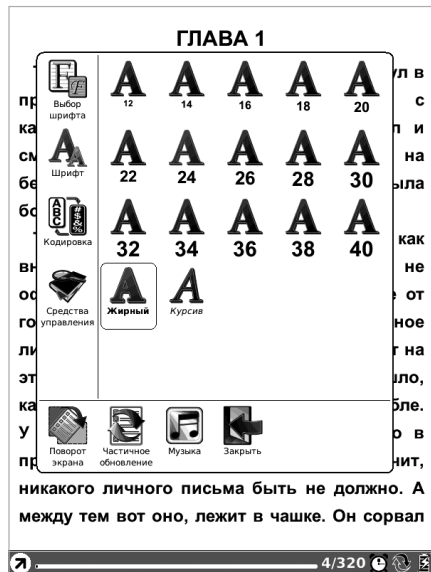 ГЛАВА 1
ул в
пр
с
ка
л и
см
на
бе
ыла
бо
как
вн
не
от
го
ное
ли
т на
эт
ло,
ка
бле.
У
о в
пр
нит,
Выбор
шрифта
12 14 16 18 20
Шрифт
22 24 26 28 30
ABC
#$&%
Кодировка
32 34 36 38 40
Средства
управления
Жирный Курсив
Поворот
экрана
Частичное
обновление
Музыка
Закрыть
никакого личного письма быть не должно. А
между тем вот оно, лежит в чашке. Он сорвал
4/320